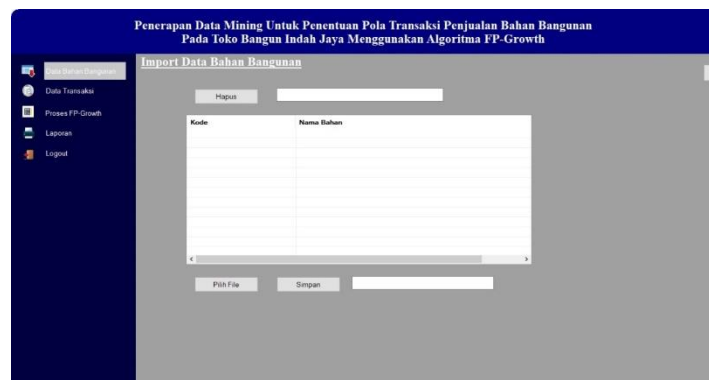 Penerapan Data Mining Untuk Penentuan Pola Transaksi Penjualan Bahan Bangunan
Pada Toko Bangun Indah Jaya Menggunakan Algoritma FP-Growth
Data Bahan Bangunan
Data Transaksi
Proses FP-Growth
Laporan
Logout
Import Data Bahan Bangunan
Hapus
Kode Nama Bahan
Pilih File Simpan